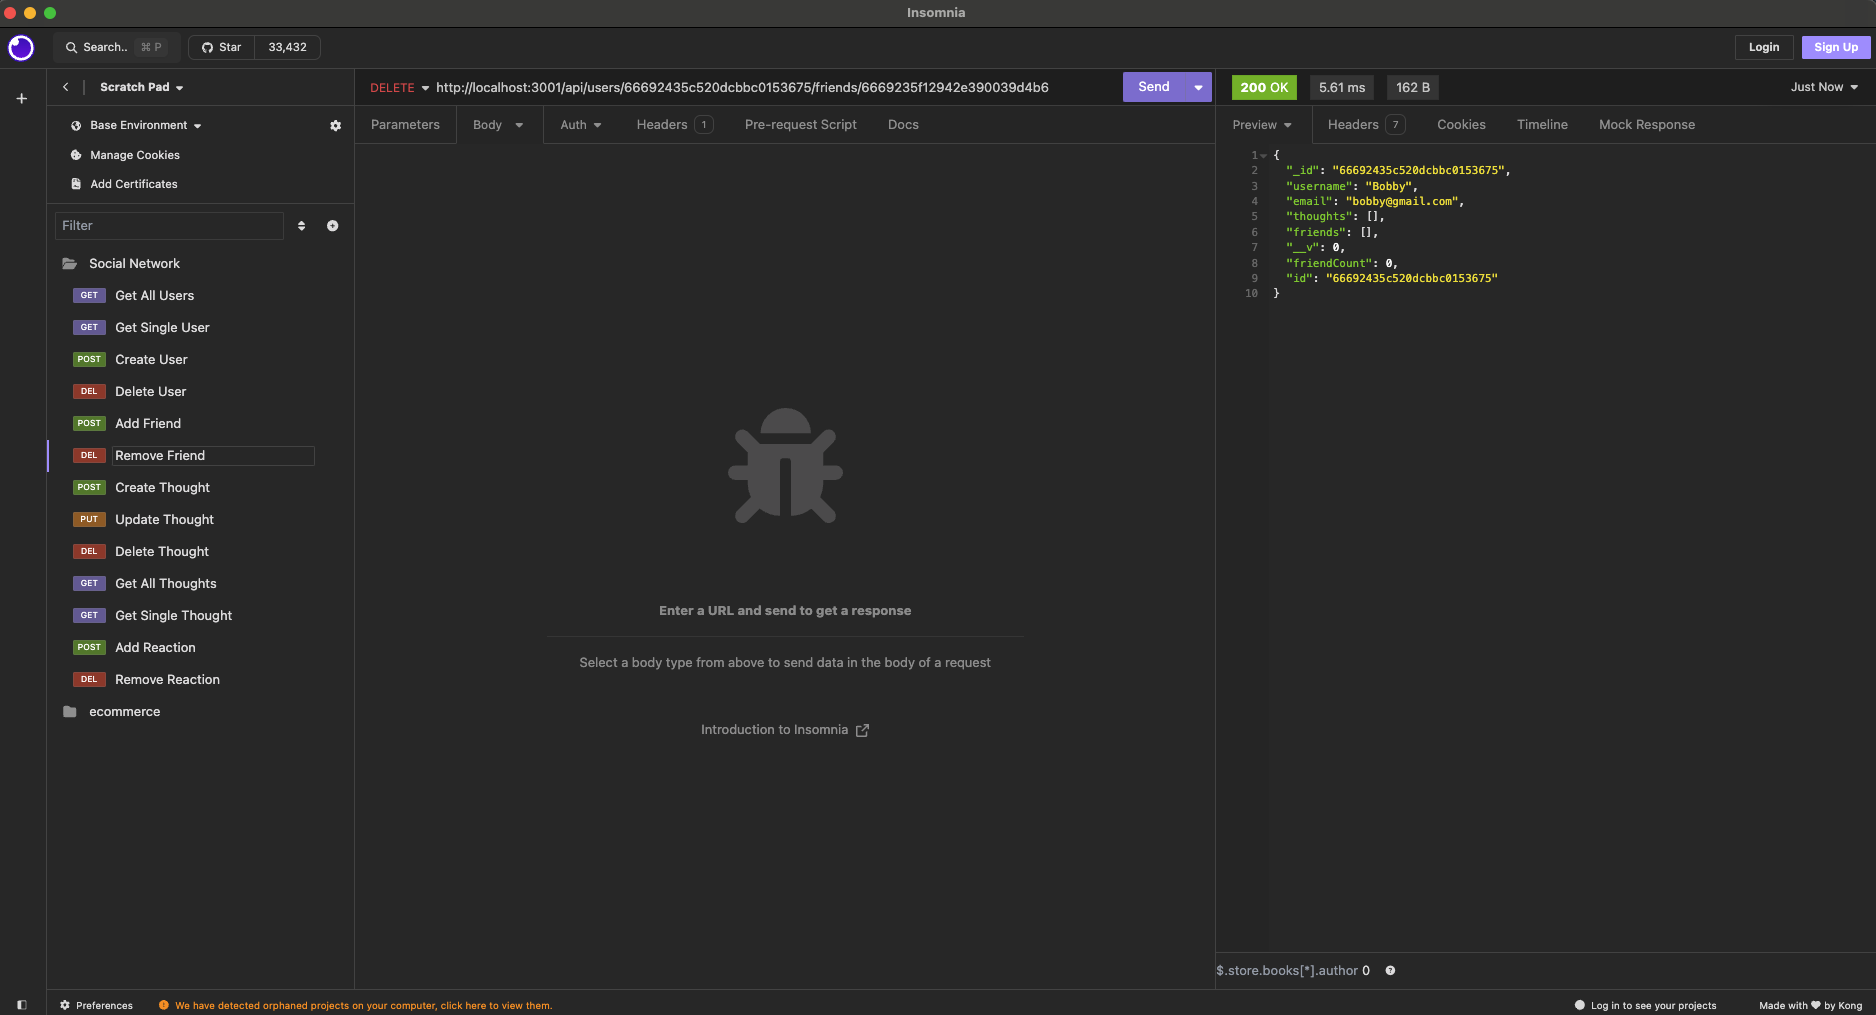 Insomnia
Search.. ⌘ P
Star 33,432
Login
Sign Up
Scratch Pad
Base Environment
Manage Cookies
Add Certificates
Filter
Social Network
GET Get All Users
GET Get Single User
POST Create User
DEL Delete User
POST Add Friend
DEL Remove Friend
POST Create Thought
PUT Update Thought
DEL Delete Thought
GET Get All Thoughts
GET Get Single Thought
POST Add Reaction
DEL Remove Reaction
ecommerce
DELETE http://localhost:3001/api/users/66692435c520dcbbc0153675/friends/6669235f12942e390039d4b6
Send
Parameters Body Auth Headers 1 Pre-request Script Docs
Enter a URL and send to get a response
Select a body type from above to send data in the body of a request
Introduction to Insomnia
200 OK 5.61 ms 162 B
Just Now
Preview Headers 7 Cookies Timeline Mock Response
1 {
2 "_id": "66692435c520dcbbc0153675",
3 "username": "Bobby",
4 "email": "bobby@gmail.com",
5 "thoughts": [],
6 "friends": [],
7 "__v": 0,
8 "friendCount": 0,
9 "id": "66692435c520dcbbc0153675"
10 }
$.store.books[*].author 0
Preferences
We have detected orphaned projects on your computer, click here to view them.
Log in to see your projects
Made with ♥ by Kong